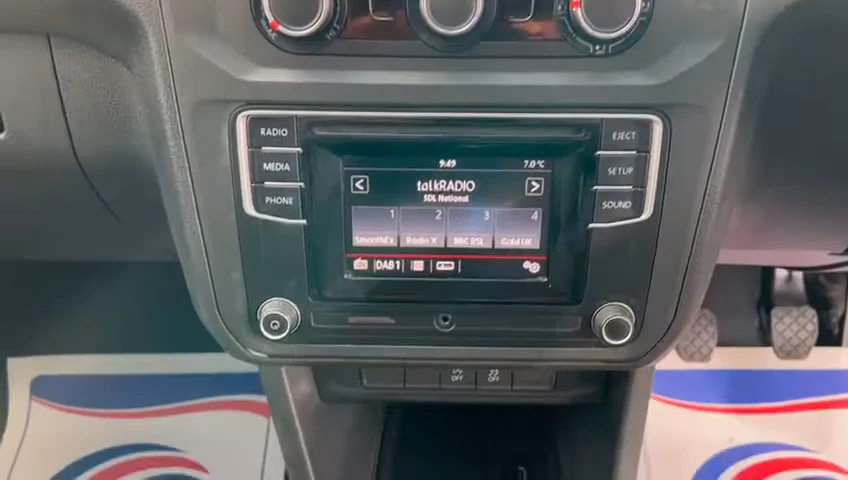 RADIO
MEDIA
PHONE
EJECT
SETUP
SOUND
9:49
7.0°C
<
talkRADIO
>
SDL National
1
2
3
4
SmoothEx
Radio X
BBC R5L
Gold UK
DAB1
OFF
OFF